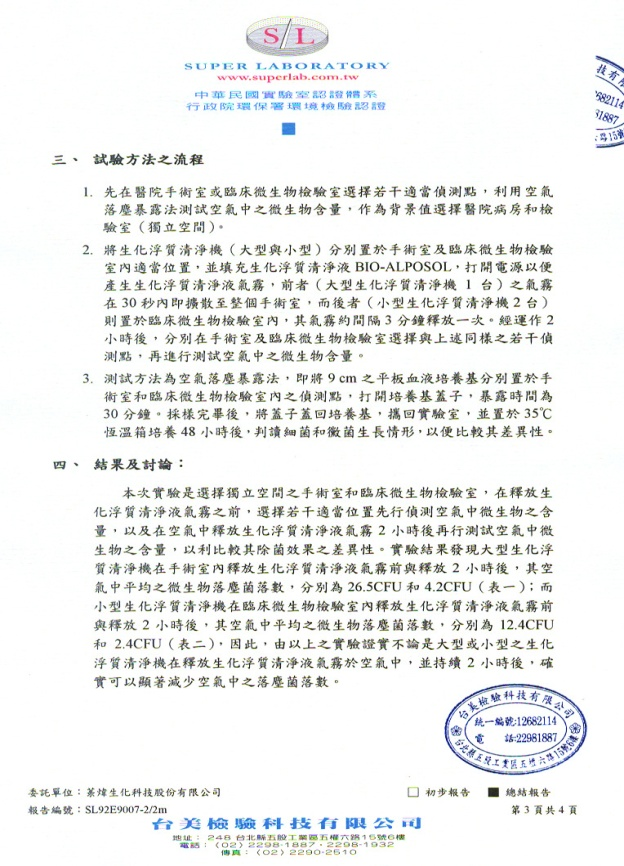 S/L
SUPER LABORATORY
www.superlab.com.tw
中華民國實驗室認證體系
行政院環保署環境檢驗認證
三、 試驗方法之流程
1. 先在醫院手術室或臨床微生物檢驗室選擇若干適當偵測點，利用空氣
落塵暴露法測試空氣中之微生物含量，作為背景值選擇醫院病房和檢
驗室（獨立空間）。
2. 將生化浮質清淨機（大型與小型）分別置於手術室及臨床微生物檢驗
室內適當位置，並填充生化浮質清淨液 BIO-ALPOSOL，打開電源以便
產生生化浮質清淨液氣霧，前者（大型生化浮質清淨機 1 台）之氣霧
在 30 秒內即擴散至整個手術室，而後者（小型生化浮質清淨機 2 台）
則置於臨床微生物檢驗室內，其氣霧約間隔 3 分鐘釋放一次。經運作 2
小時後，分別在手術室及臨床微生物檢驗室選擇與上述同樣之若干偵
測點，再進行測試空氣中之微生物含量。
3. 測試方法為空氣落塵暴露法，即將 9 cm 之平板血液培養基分別置於手
術室和臨床微生物檢驗室內之偵測點，打開培養基蓋子，暴露時間為
30 分鐘。採樣完畢後，將蓋子蓋回培養基，攜回實驗室，並置於 35℃
恆溫箱培養 48 小時後，判讀細菌和黴菌生長情形，以便比較其差異性。
四、 結果及討論：
本次實驗是選擇獨立空間之手術室和臨床微生物檢驗室，在釋放生
化浮質清淨液氣霧之前，選擇若干適當位置先行偵測空氣中微生物之含
量，以及在空氣中釋放生化浮質清淨液氣霧 2 小時後再行測試空氣中微
生物之含量，以利比較其除菌效果之差異性。實驗結果發現大型生化浮
質清淨機在手術室內釋放生化浮質清淨液氣霧前與釋放 2 小時後，其空
氣中平均之微生物落塵菌落數，分別為 26.5CFU 和 4.2CFU（表一）；而
小型生化浮質清淨機在臨床微生物檢驗室內釋放生化浮質清淨液氣霧前
與釋放 2 小時後，其空氣中平均之微生物落塵菌落數，分別為 12.4CFU
和 2.4CFU（表二），因此，由以上之實驗證實不論是大型或小型之生化
浮質清淨機在釋放生化浮質清淨液氣霧於空氣中，並持續 2 小時後，確
實可以顯著減少空氣中之落塵菌落數。
台美檢驗科技有限公司
統一編號:12682114
電 話:22981887
台北縣五股工業區五權六路15號6樓
委託單位：蓁煒生化科技股份有限公司 □ 初步報告 ■ 總結報告
報告編號：SL92E9007-2/2m 第 3 頁共 4 頁
台美檢驗科技有限公司
地址： 248 台北縣五股工業區五權六路15號6樓
電話：（02）2298-1887・2298-1932
傳真：（02）2290-2510